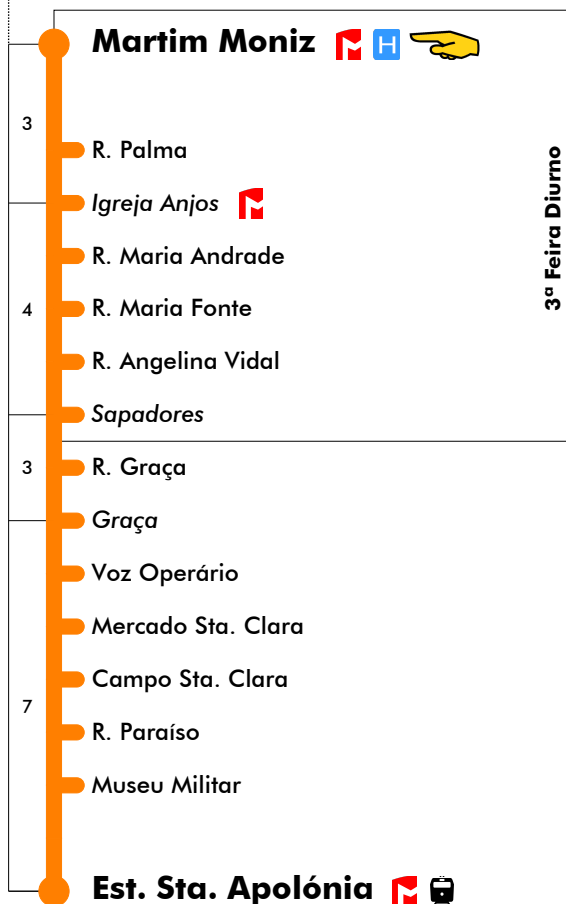 Martim Moniz H
3
R. Palma
Igreja Anjos
R. Maria Andrade
4
R. Maria Fonte
R. Angelina Vidal
Sapadores
3
R. Graça
Graça
Voz Operário
Mercado Sta. Clara
Campo Sta. Clara
7
R. Paraíso
Museu Militar
Est. Sta. Apolónia
3ª Feira Diurno